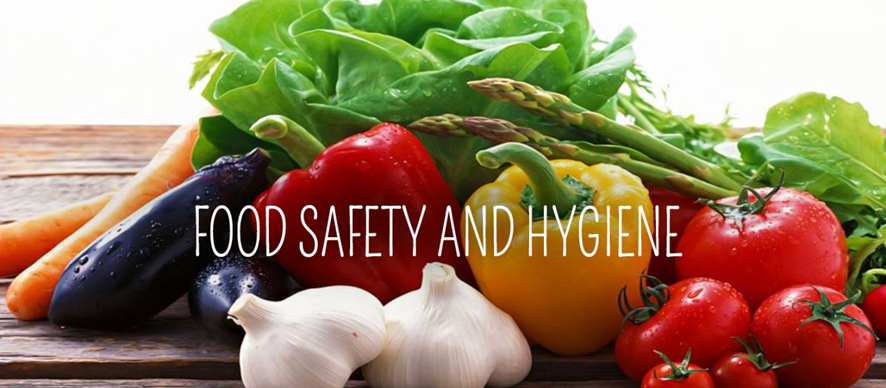 FOOD SAFETY AND HYGIENE